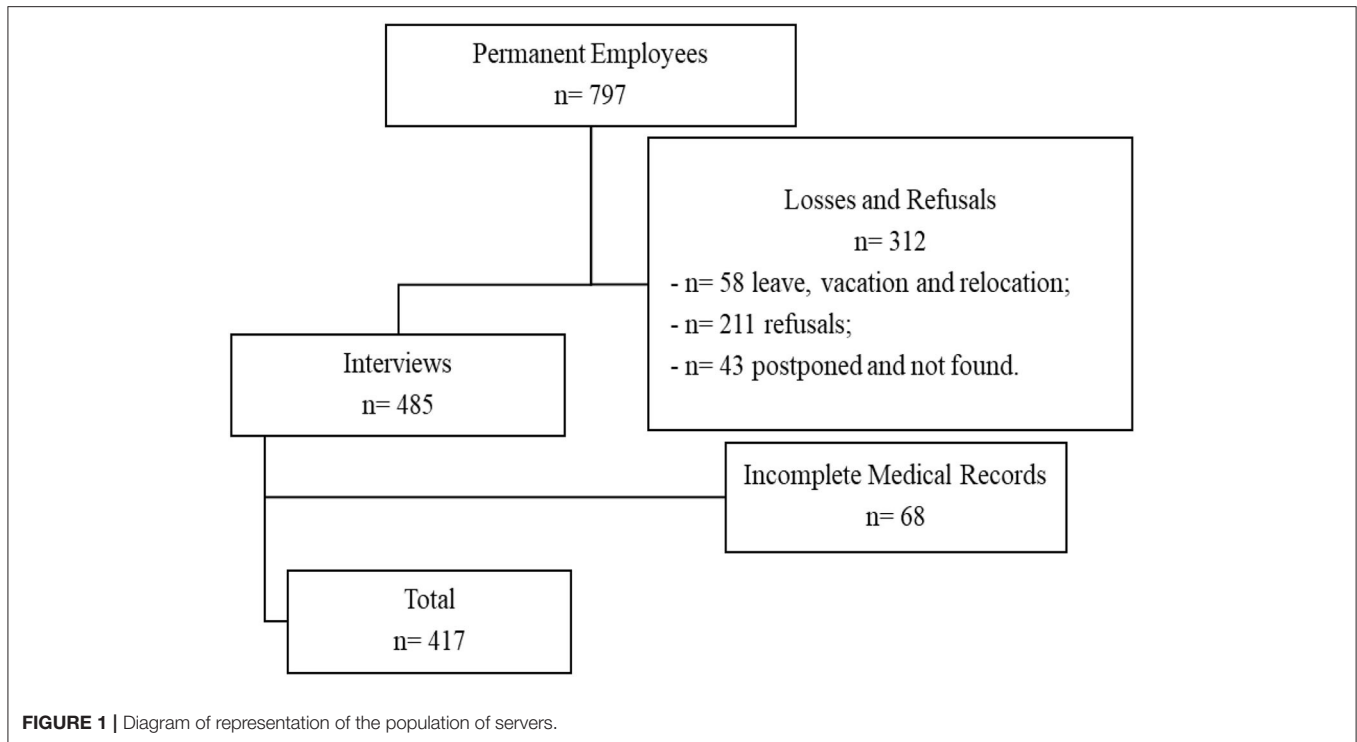 Permanent Employees
n= 797
Losses and Refusals
n= 312
- n= 58 leave, vacation and relocation;
- n= 211 refusals;
- n= 43 postponed and not found.
Interviews
n= 485
Incomplete Medical Records
n= 68
Total
n= 417
FIGURE 1 | Diagram of representation of the population of servers.